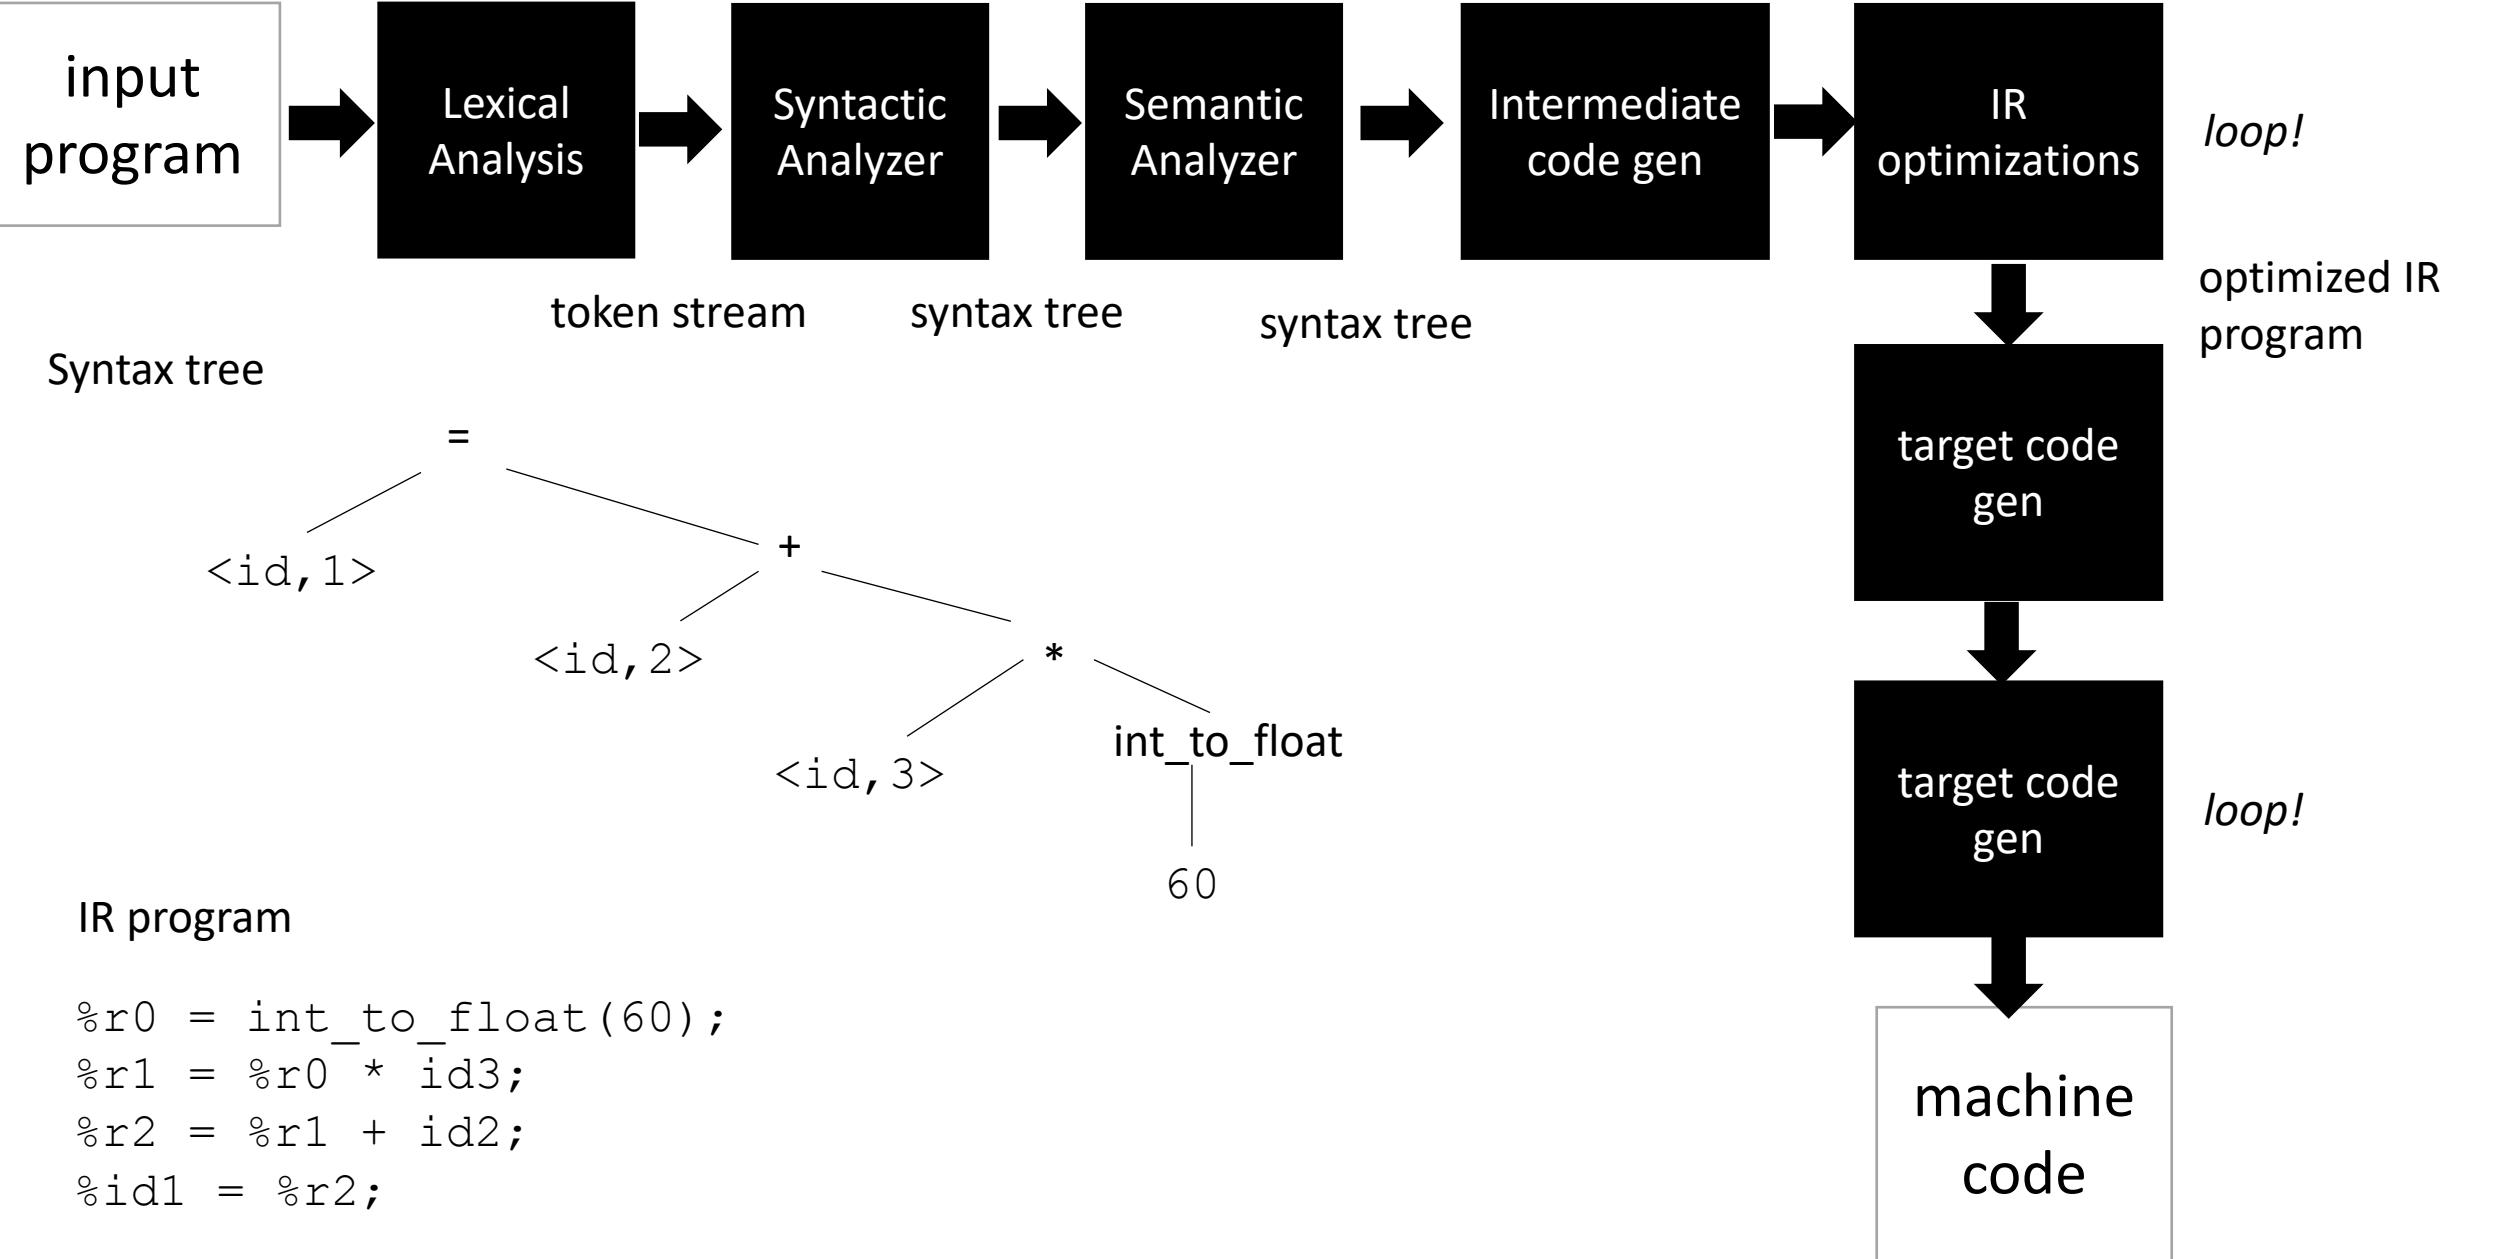 input
program
Lexical
Analysis
Syntactic
Analyzer
Semantic
Analyzer
Intermediate
code gen
IR
optimizations
loop!
token stream
syntax tree
syntax tree
optimized IR
program
Syntax tree
=
<id,1>
+
<id,2>
*
<id,3>
int_to_float
60
target code
gen
target code
gen
loop!
IR program
%r0 = int_to_float(60);
%r1 = %r0 * id3;
%r2 = %r1 + id2;
%id1 = %r2;
machine
code